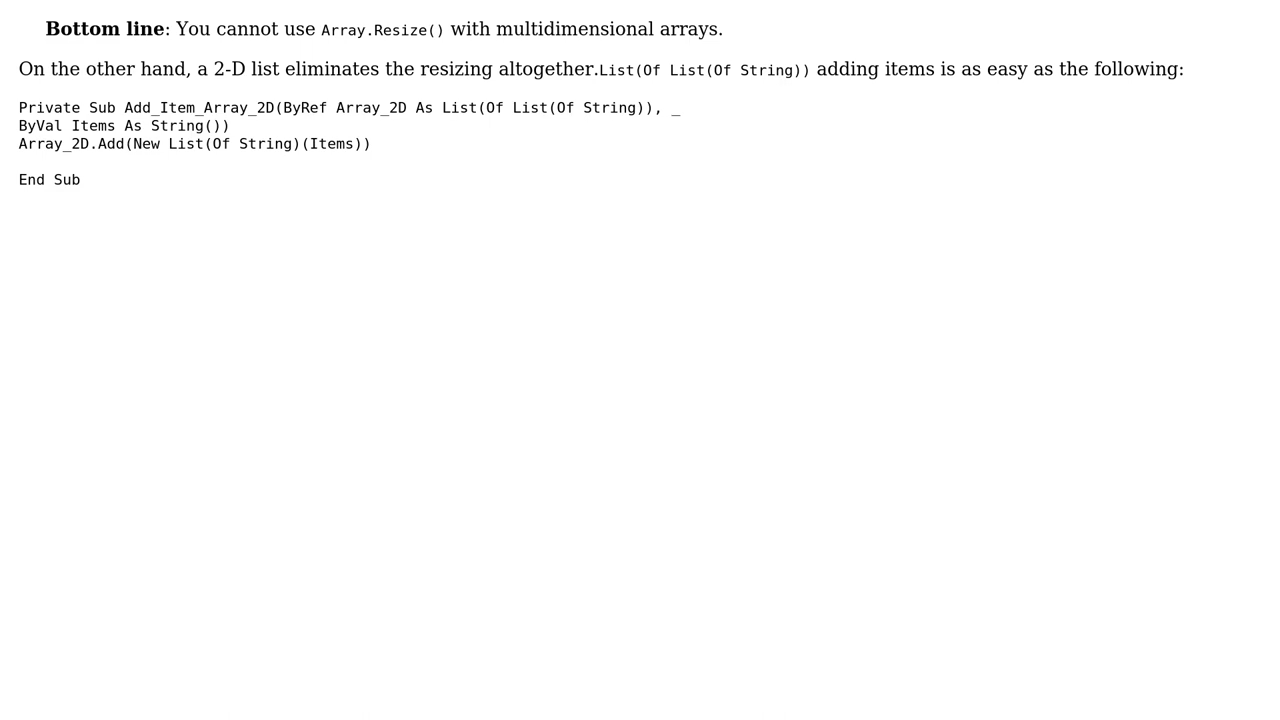 Bottom line: You cannot use Array.Resize() with multidimensional arrays.
On the other hand, a 2-D list eliminates the resizing altogether.List(Of List(Of String)) adding items is as easy as the following:
Private Sub Add_Item_Array_2D(ByRef Array_2D As List(Of List(Of String)), _
ByVal Items As String())
Array_2D.Add(New List(Of String)(Items))
End Sub